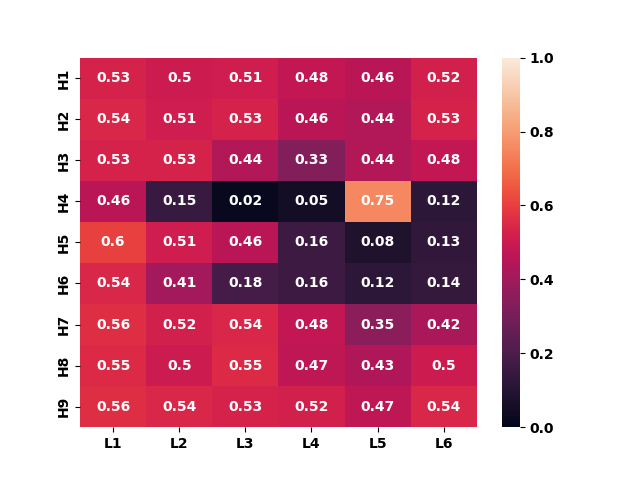 H1 0.53 0.5 0.51 0.48 0.46 0.52
H2 0.54 0.51 0.53 0.46 0.44 0.53
H3 0.53 0.53 0.44 0.33 0.44 0.48
H4 0.46 0.15 0.02 0.05 0.75 0.12
H5 0.6 0.51 0.46 0.16 0.08 0.13
H6 0.54 0.41 0.18 0.16 0.12 0.14
H7 0.56 0.52 0.54 0.48 0.35 0.42
H8 0.55 0.5 0.55 0.47 0.43 0.5
H9 0.56 0.54 0.53 0.52 0.47 0.54
L1 L2 L3 L4 L5 L6
1.0
0.8
0.6
0.4
0.2
0.0